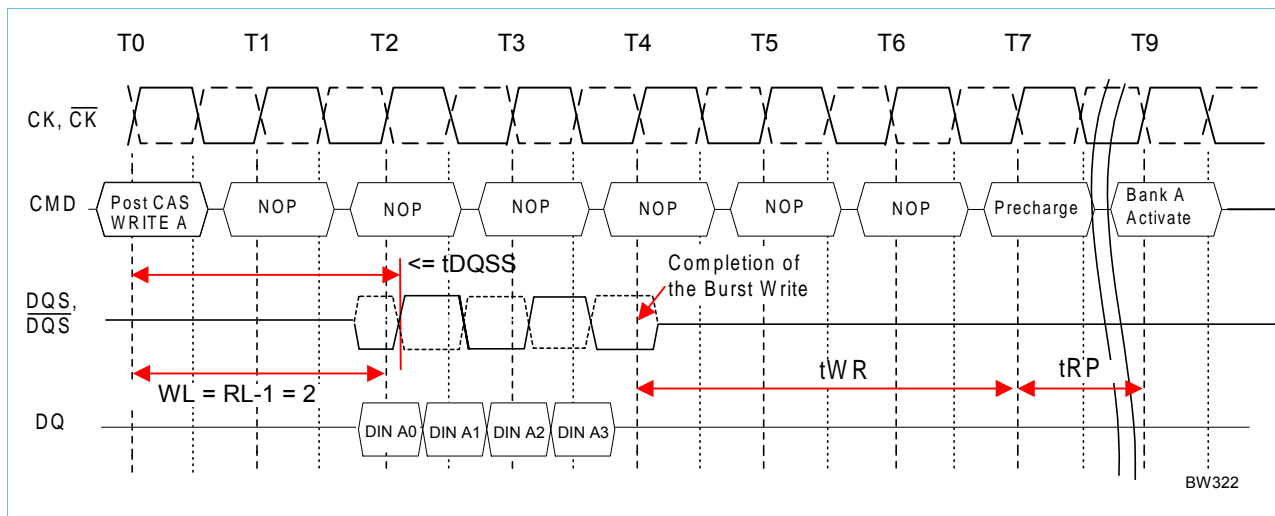 T0 T1 T2 T3 T4 T5 T6 T7 T9
CK, CK
CMD
Post CAS
WRITE A
NOP
NOP
NOP
NOP
NOP
NOP
Precharge
Bank A
Activate
<= tDQSS
Completion of
the Burst Write
DQS,
DQS
WL = RL-1 = 2
tWR
tRP
DQ
DIN A0
DIN A1
DIN A2
DIN A3
BW322